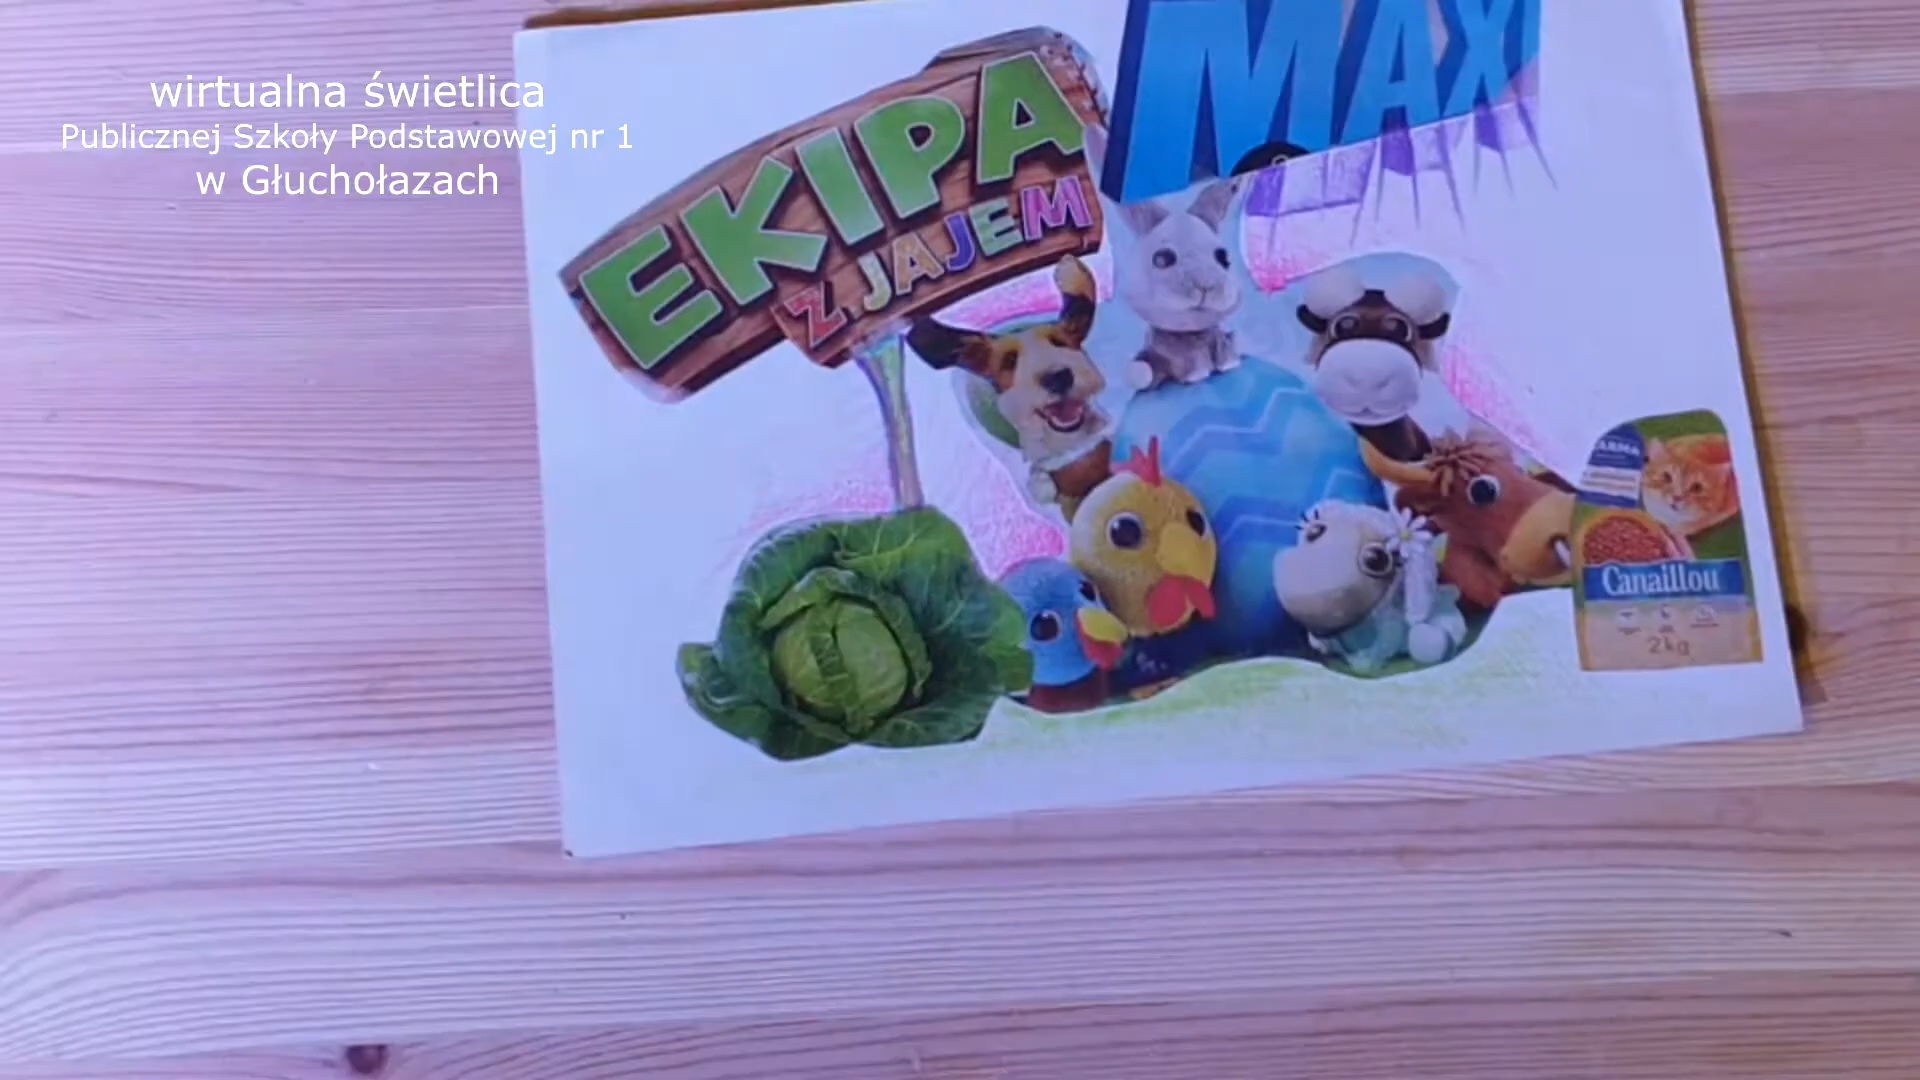 wirtualna świetlica
Publicznej Szkoły Podstawowej nr 1
w Głuchołazach
MAX
EKIPA
Z JAJEM
Canaillou
2kg